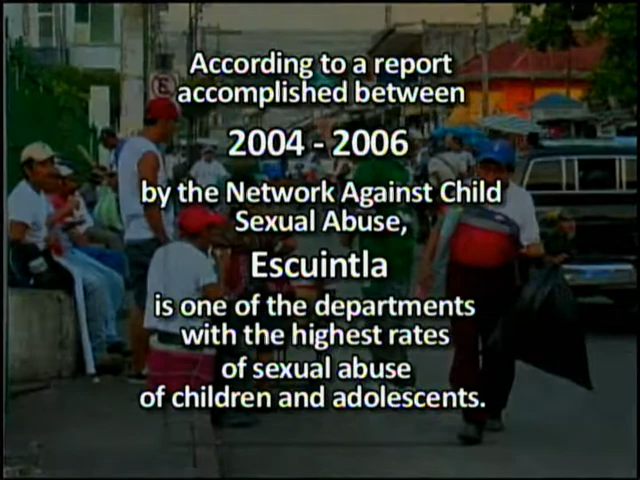 According to a report
accomplished between
2004 - 2006
by the Network Against Child
Sexual Abuse,
Escuintla
is one of the departments
with the highest rates
of sexual abuse
of children and adolescents.